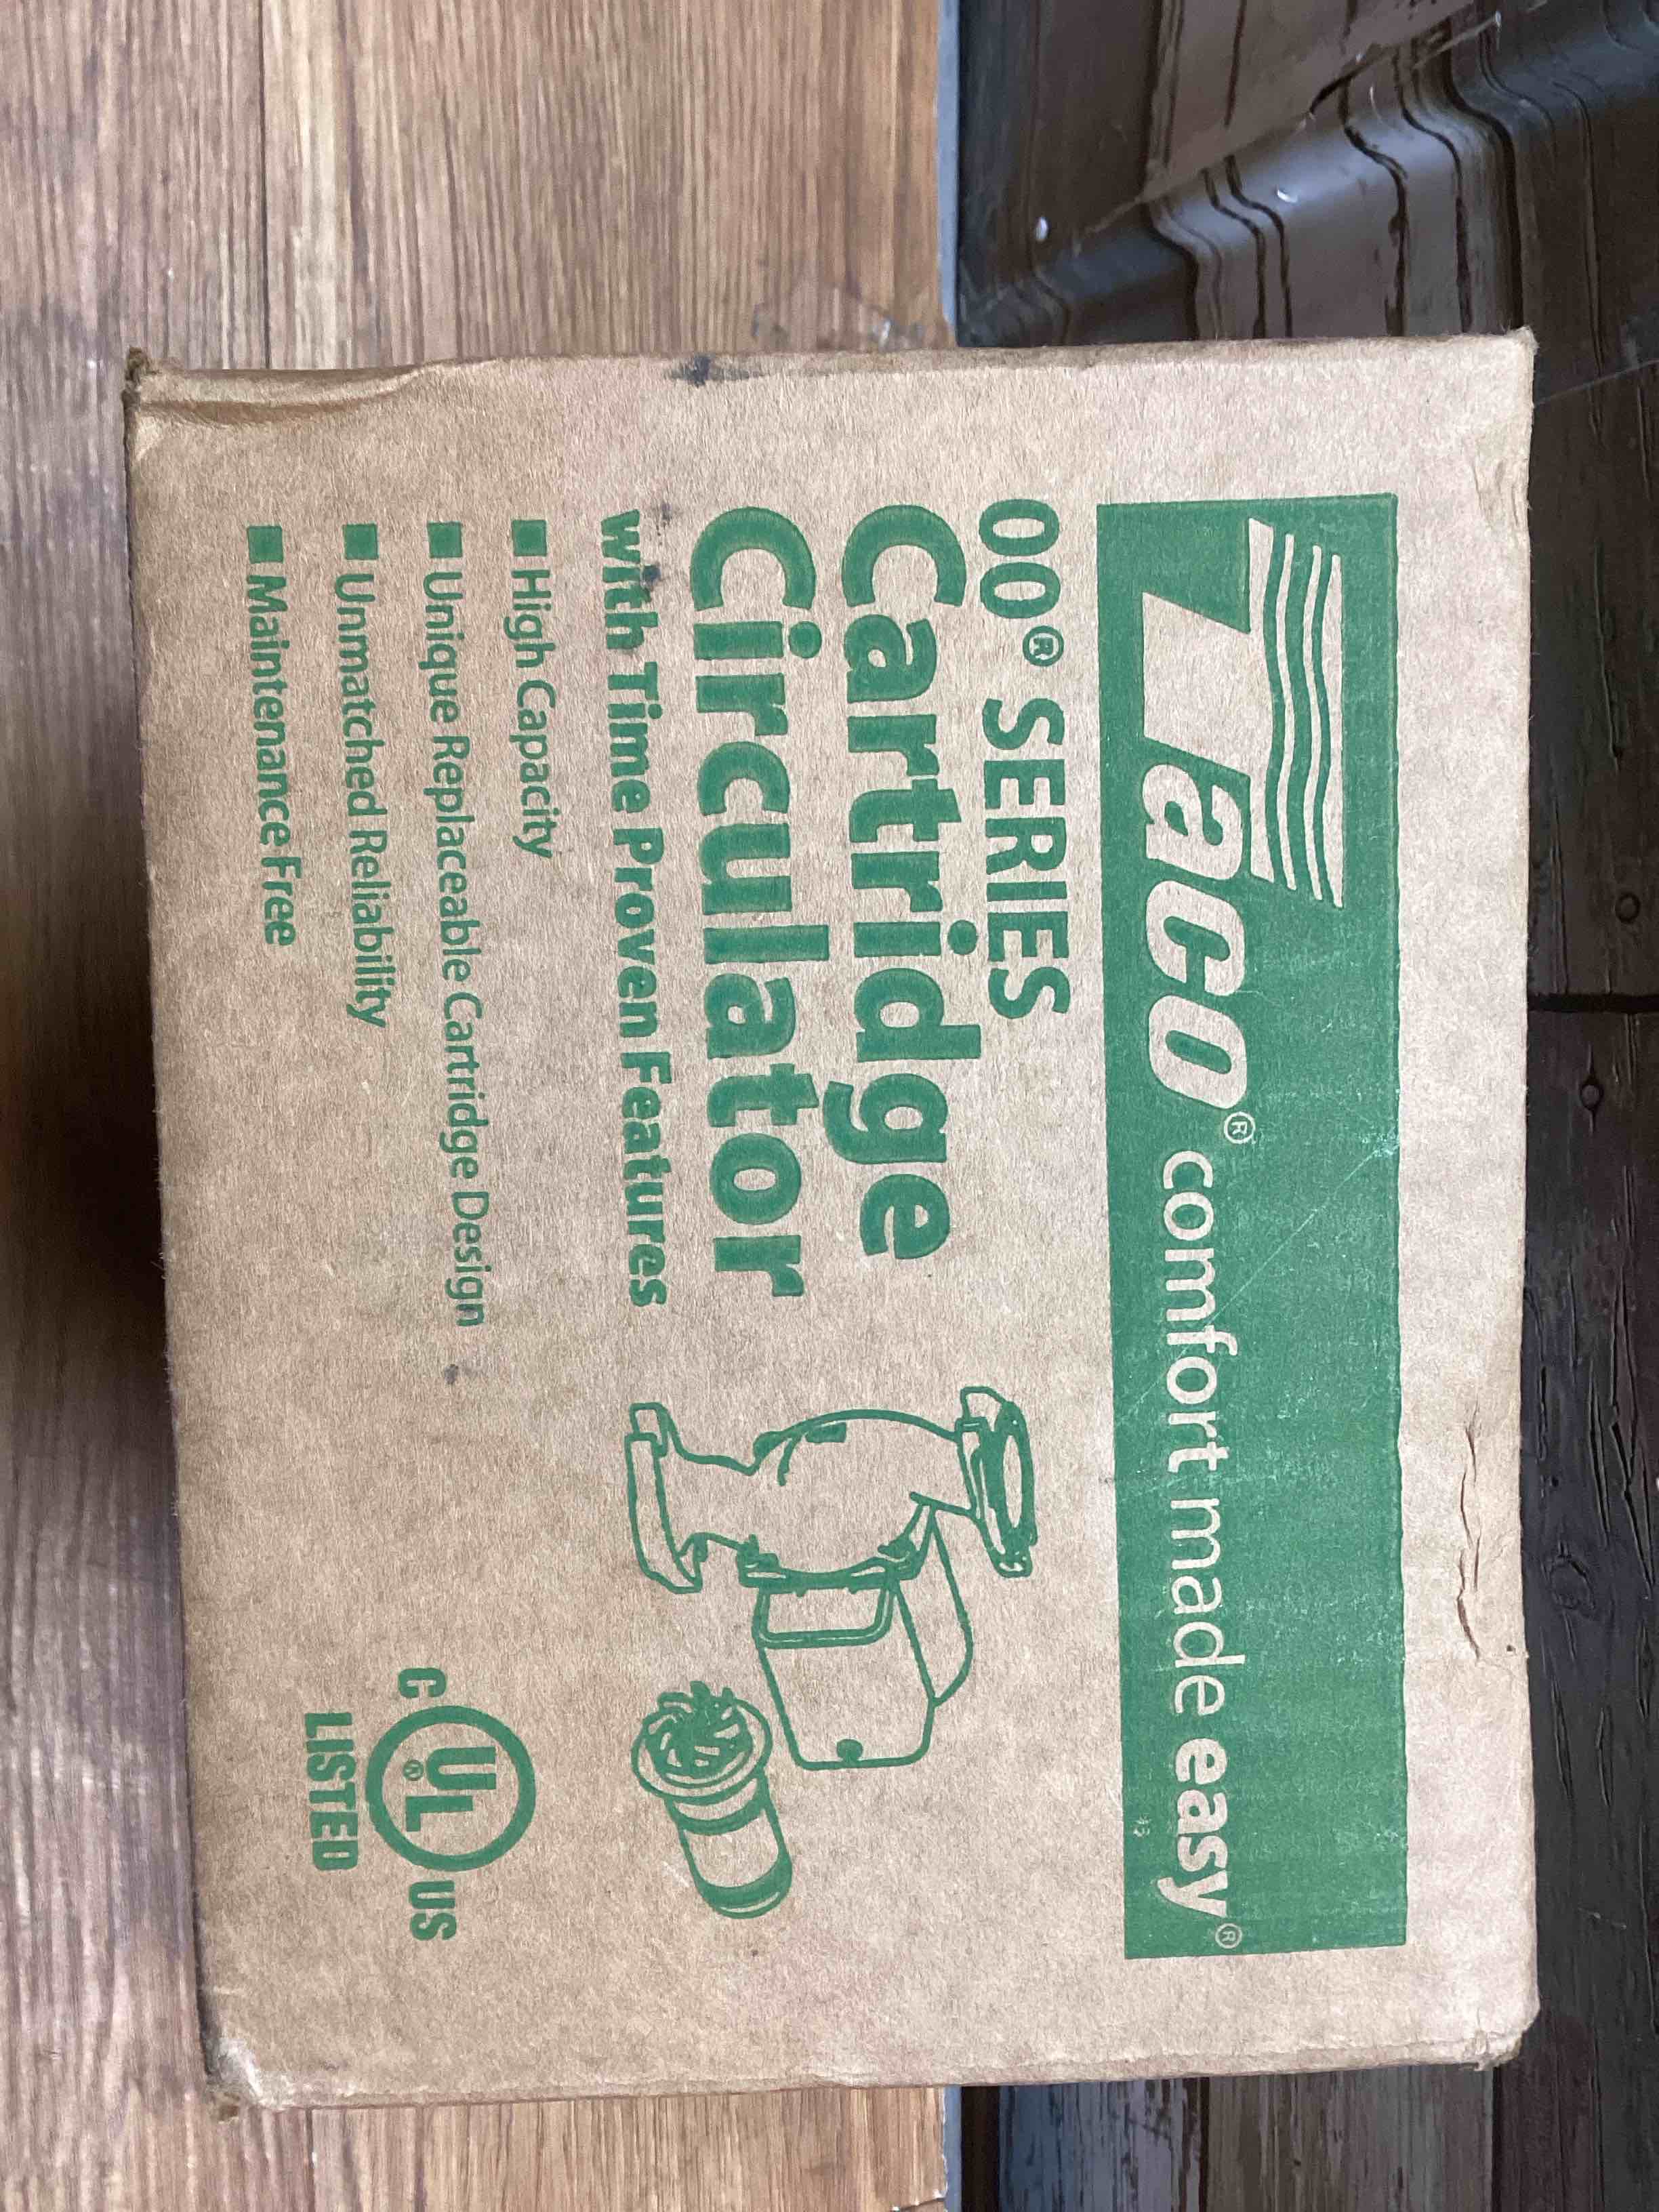 Taco® comfort made easy®
00® SERIES
Cartridge
Circulator
with Time Proven Features
■ High Capacity
■ Unique Replaceable Cartridge Design
■ Unmatched Reliability
■ Maintenance Free
C UL® US
LISTED